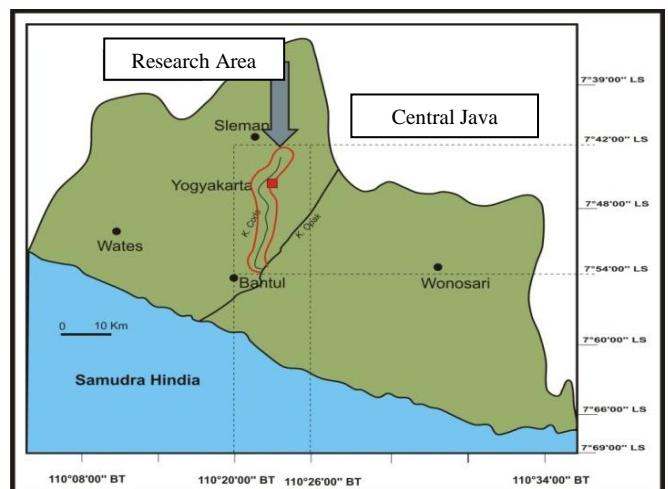 Research Area
7°39'00" LS
Central Java
Sleman
7°42'00" LS
Yogyakarta
K. Code
K. Opak
7°48'00" LS
Wates
Bantul
Wonosari
7°54'00" LS
0 10 Km
7°60'00" LS
Samudra Hindia
7°66'00" LS
7°69'00" LS
110°08'00" BT 110°20'00" BT 110°26'00" BT 110°34'00" BT